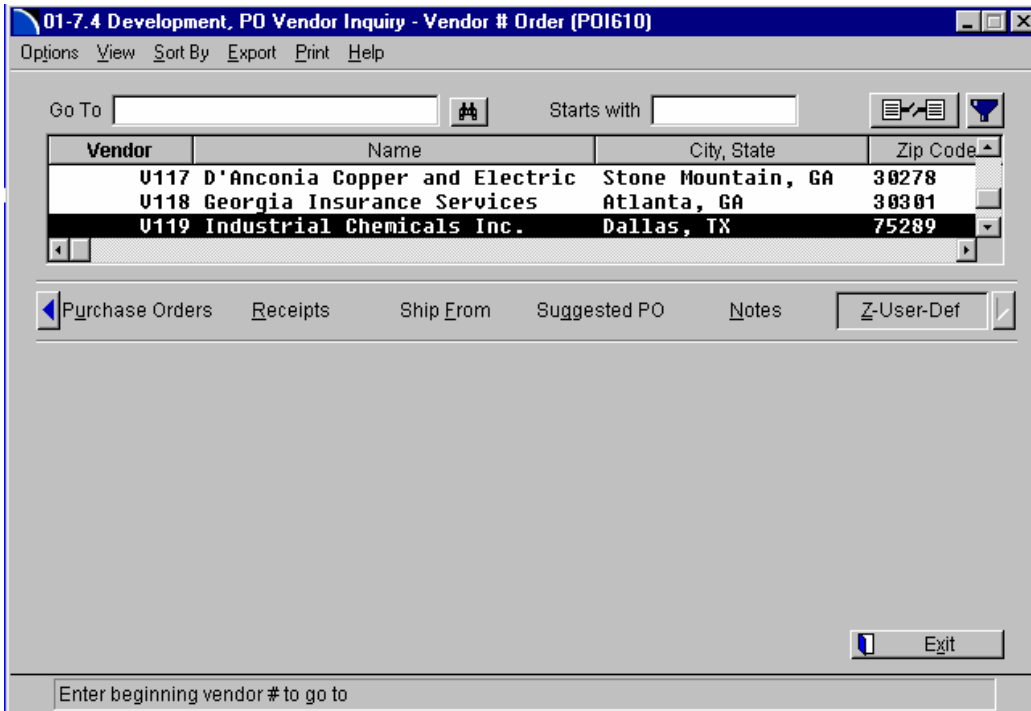 01-7.4 Development, PO Vendor Inquiry - Vendor # Order (POI610)
Options View Sort By Export Print Help
Go To Starts with
Vendor Name City, State Zip Code
V117 D'Anconia Copper and Electric Stone Mountain, GA 30278
V118 Georgia Insurance Services Atlanta, GA 30301
V119 Industrial Chemicals Inc. Dallas, TX 75289
Purchase Orders Receipts Ship From Suggested PO Notes Z-User-Def
Exit
Enter beginning vendor # to go to